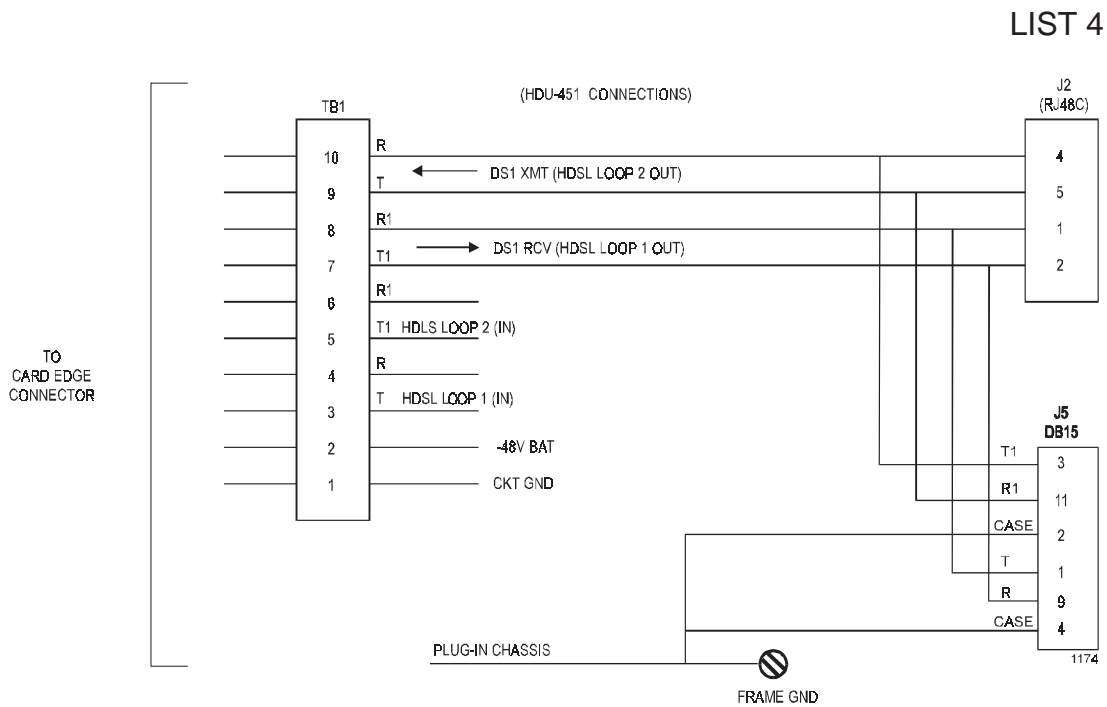 LIST 4
(HDU-451 CONNECTIONS)
J2
(RJ48C)
TB1
10 R 4
DS1 XMT (HDSL LOOP 2 OUT)
9 T 5
8 R1 1
DS1 RCV (HDSL LOOP 1 OUT)
7 T1 2
6 R1
5 T1 HDLS LOOP 2 (IN)
4 R
3 T HDSL LOOP 1 (IN)
2 -48V BAT
1 CKT GND
TO
CARD EDGE
CONNECTOR
J5
DB15
T1 3
R1 11
CASE 2
T 1
R 9
CASE 4
1174
PLUG-IN CHASSIS
FRAME GND